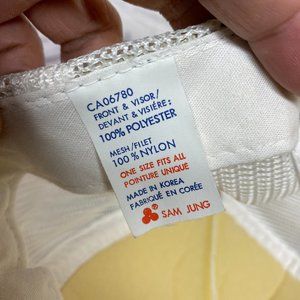 CA06780
FRONT & VISOR/
DEVANT & VISIÈRE:
100% POLYESTER
MESH/FILET
100% NYLON
ONE SIZE FITS ALL
POINTURE UNIQUE
MADE IN KOREA
FABRIQUÉ EN CORÉE
SAM JUNG